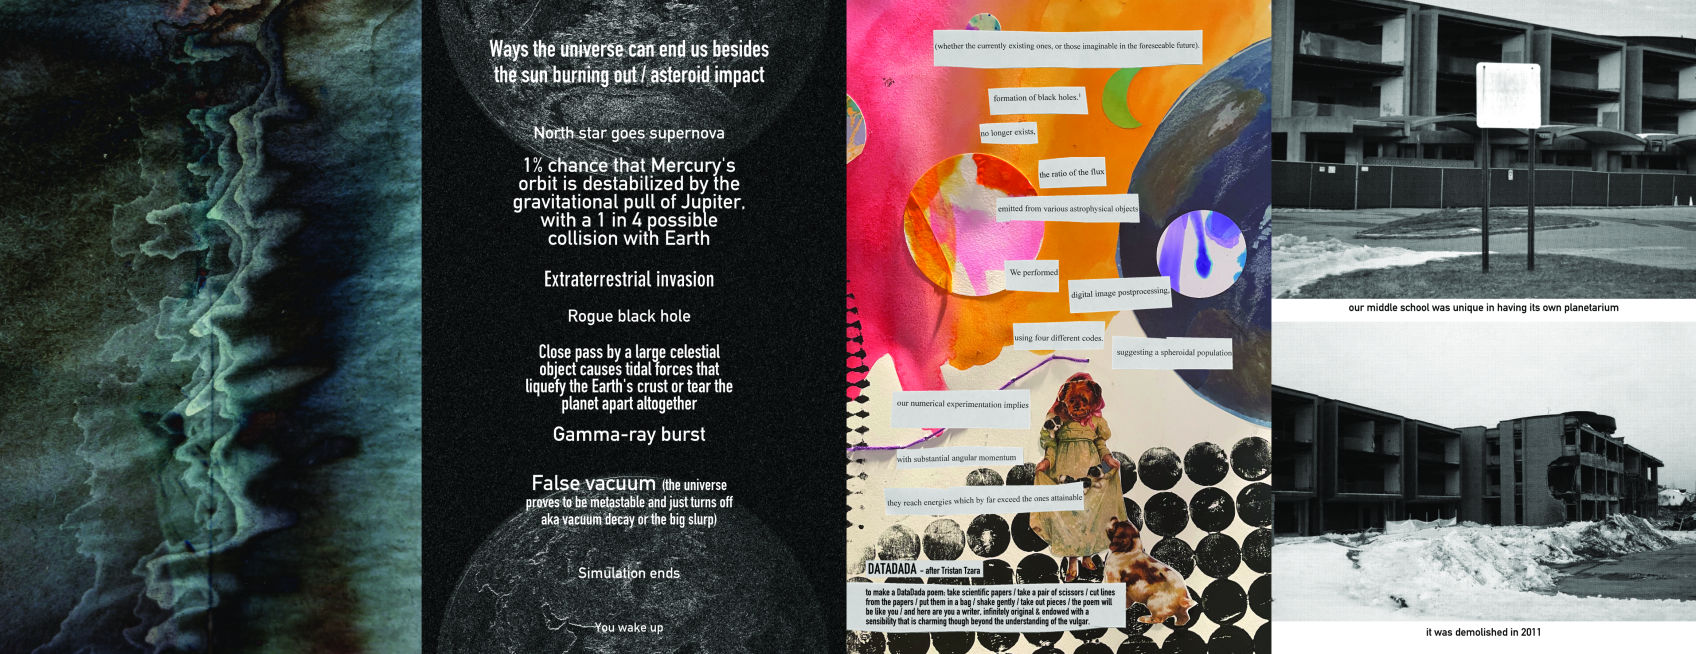 Ways the universe can end us besides
the sun burning out / asteroid impact
North star goes supernova
1% chance that Mercury's
orbit is destabilized by the
gravitational pull of Jupiter,
with a 1 in 4 possible
collision with Earth
Extraterrestrial invasion
Rogue black hole
Close pass by a large celestial
object causes tidal forces that
liquefy the Earth's crust or tear the
planet apart altogether
Gamma-ray burst
False vacuum (the universe
proves to be metastable and just turns off
aka vacuum decay or the big slurp)
Simulation ends
You wake up
(whether the currently existing ones, or those imaginable in the foreseeable future).
formation of black holes.¹
no longer exists,
the ratio of the flux
emitted from various astrophysical objects
We performed
digital image postprocessing,
using four different codes.
suggesting a spheroidal population
our numerical experimentation implies
with substantial angular momentum
they reach energies which by far exceed the ones attainable
DATADADA – after Tristan Tzara
to make a DataDada poem: take scientific papers / take a pair of scissors / cut lines
from the papers / put them in a bag / shake gently / take out pieces / the poem will
be like you / and here are you a writer, infinitely original & endowed with a
sensibility that is charming though beyond the understanding of the vulgar.
our middle school was unique in having its own planetarium
it was demolished in 2011